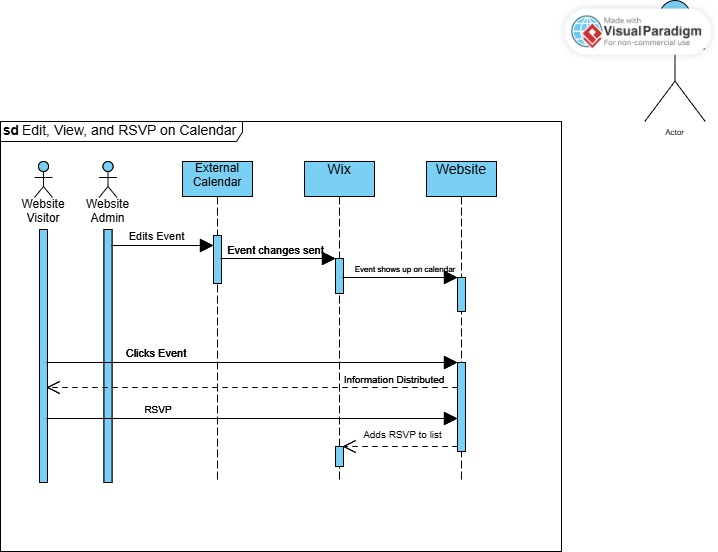 Made with
VisualParadigm
For non-commercial use
Actor
sd Edit, View, and RSVP on Calendar
Website
Visitor
Website
Admin
External
Calendar
Wix
Website
Edits Event
Event changes sent
Event shows up on calendar
Clicks Event
Information Distributed
RSVP
Adds RSVP to list